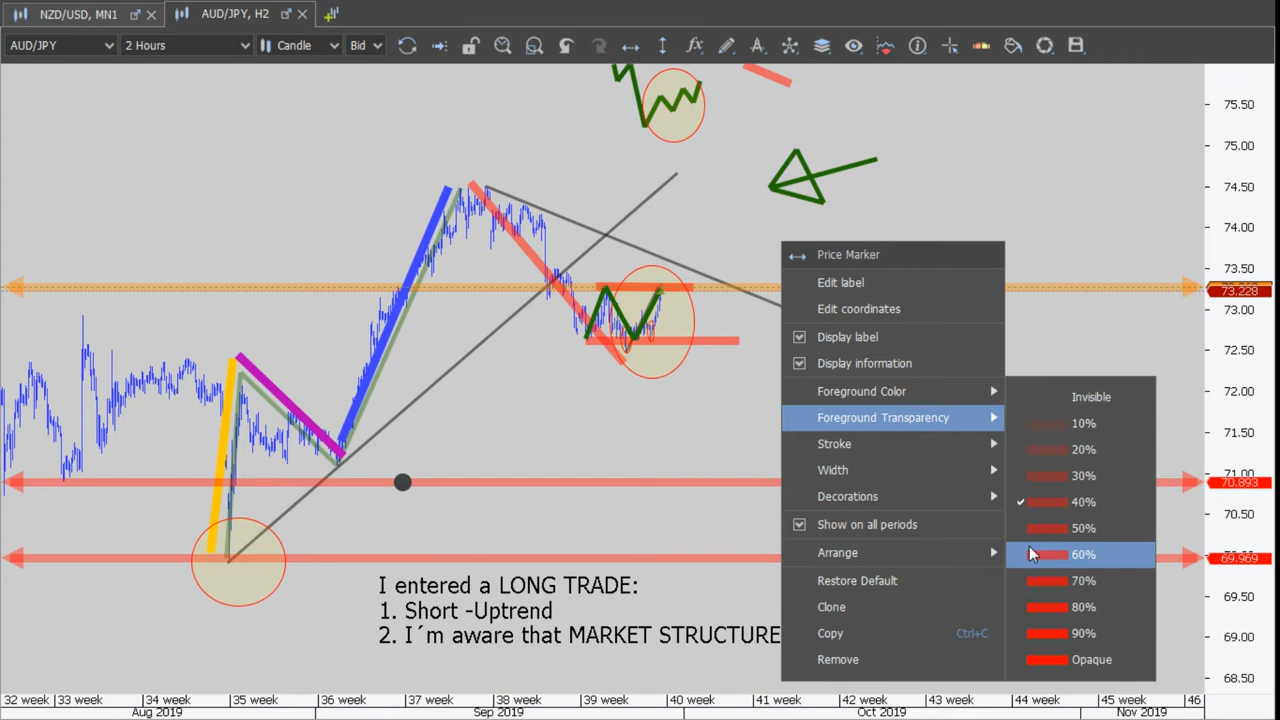 NZD/USD, MN1
AUD/JPY, H2
AUD/JPY
2 Hours
Candle
Bid
75.50
75.00
74.50
74.00
73.50
73.228
73.00
72.50
72.00
71.50
71.00
70.893
70.50
69.969
69.50
69.00
68.50
Price Marker
Edit label
Edit coordinates
Display label
Display information
Foreground Color
Foreground Transparency
Stroke
Width
Decorations
Show on all periods
Arrange
Restore Default
Clone
Copy Ctrl+C
Remove
Invisible
10%
20%
30%
40%
50%
60%
70%
80%
90%
Opaque
I entered a LONG TRADE:
1. Short -Uptrend
2. I´m aware that MARKET STRUCTURE
32 week 33 week 34 week 35 week 36 week 37 week 38 week 39 week 40 week 41 week 42 week 43 week 44 week 45 week 46
Aug 2019 Sep 2019 Oct 2019 Nov 2019